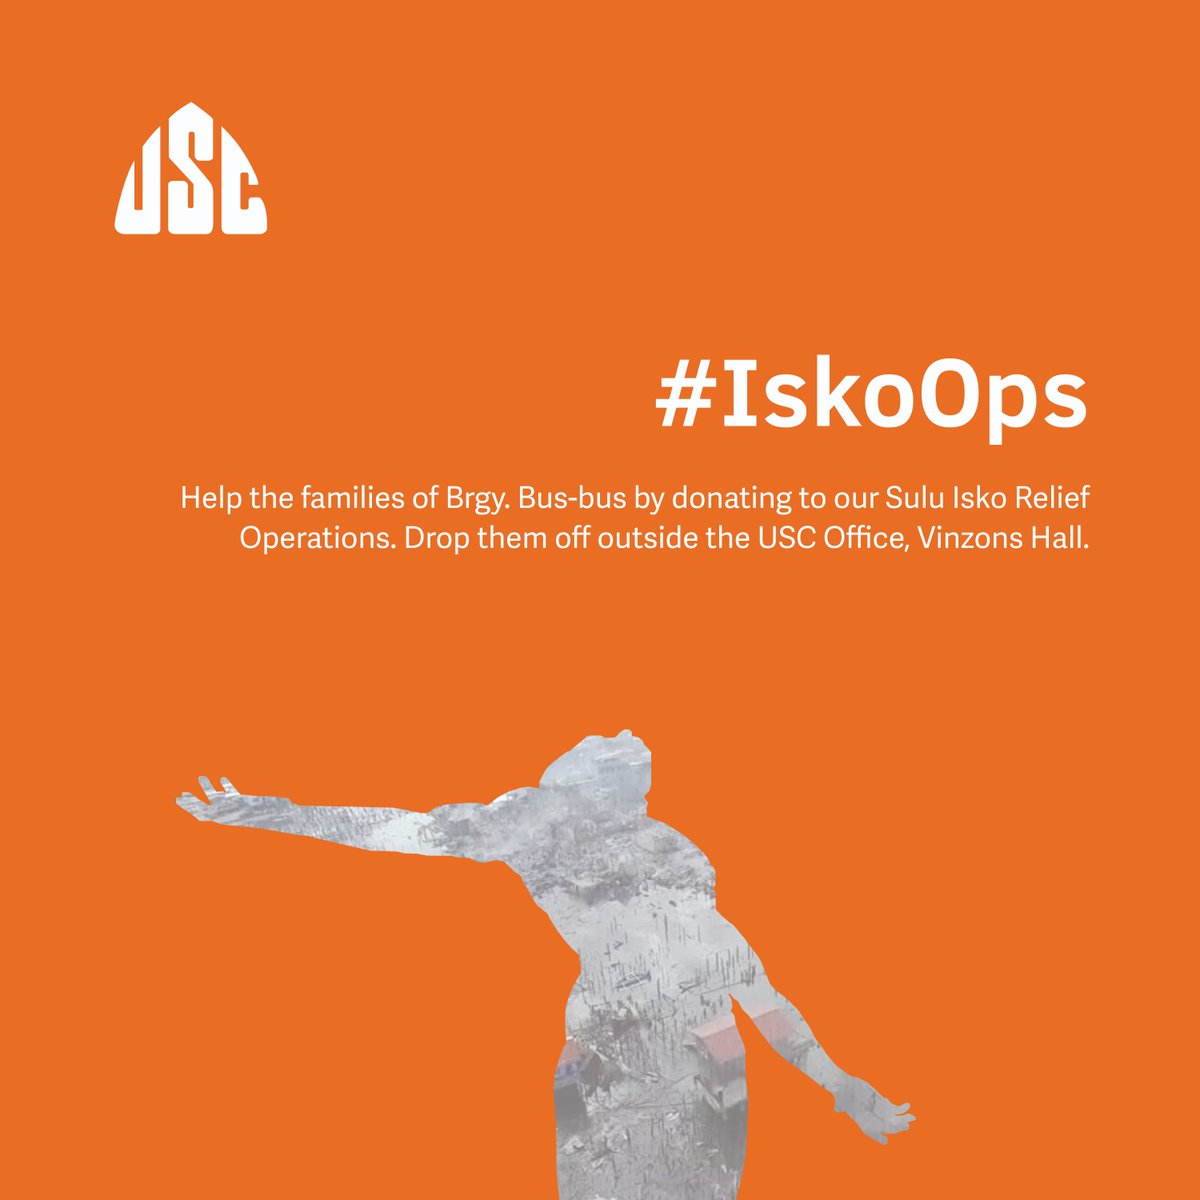 USC
#IskoOps
Help the families of Brgy. Bus-bus by donating to our Sulu Isko Relief
Operations. Drop them off outside the USC Office, Vinzons Hall.